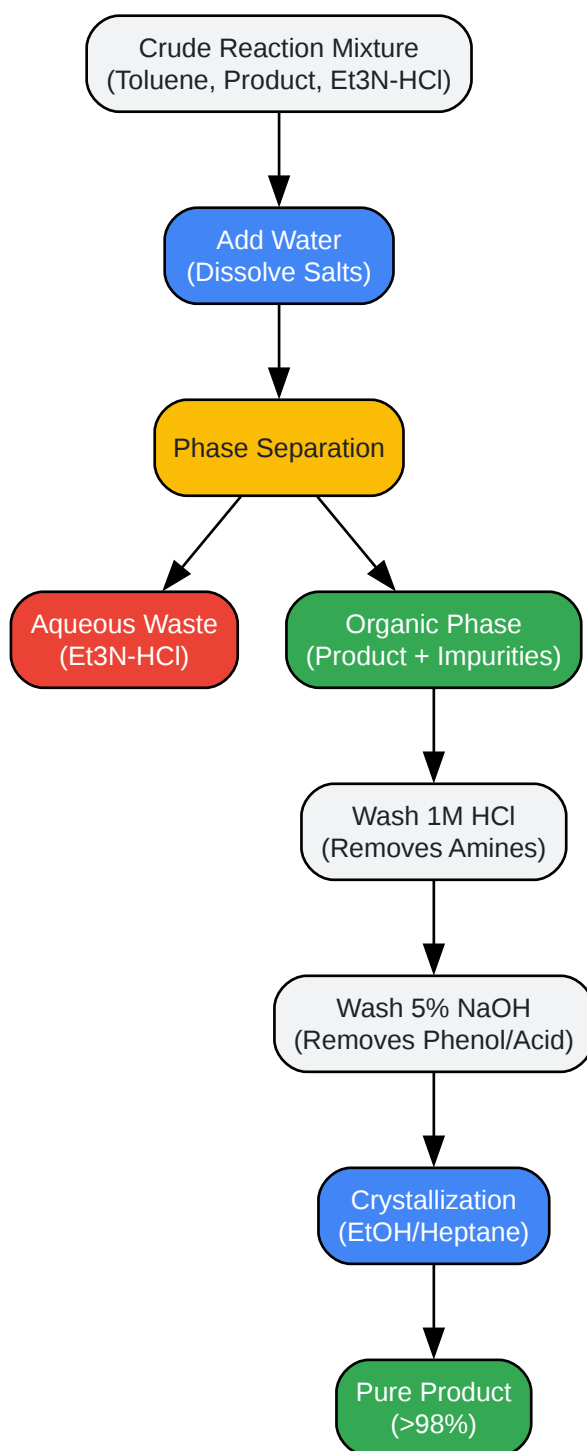 Crude Reaction Mixture
(Toluene, Product, Et3N-HCl)
Add Water
(Dissolve Salts)
Phase Separation
Aqueous Waste
(Et3N-HCl)
Organic Phase
(Product + Impurities)
Wash 1M HCl
(Removes Amines)
Wash 5% NaOH
(Removes Phenol/Acid)
Crystallization
(EtOH/Heptane)
Pure Product
(>98%)